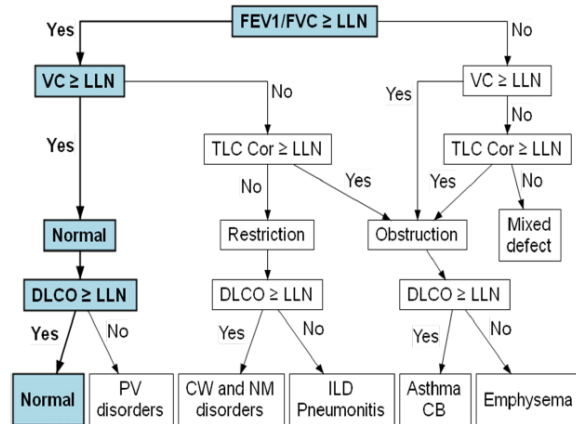 FEV1/FVC ≥ LLN
Yes
No
VC ≥ LLN
VC ≥ LLN
No
Yes
No
Yes
TLC Cor ≥ LLN
TLC Cor ≥ LLN
No
Yes
Yes
No
Normal
Restriction
Obstruction
Mixed
defect
DLCO ≥ LLN
DLCO ≥ LLN
DLCO ≥ LLN
Yes
No
Yes
No
Yes
No
Normal
PV
disorders
CW and NM
disorders
ILD
Pneumonitis
Asthma
CB
Emphysema